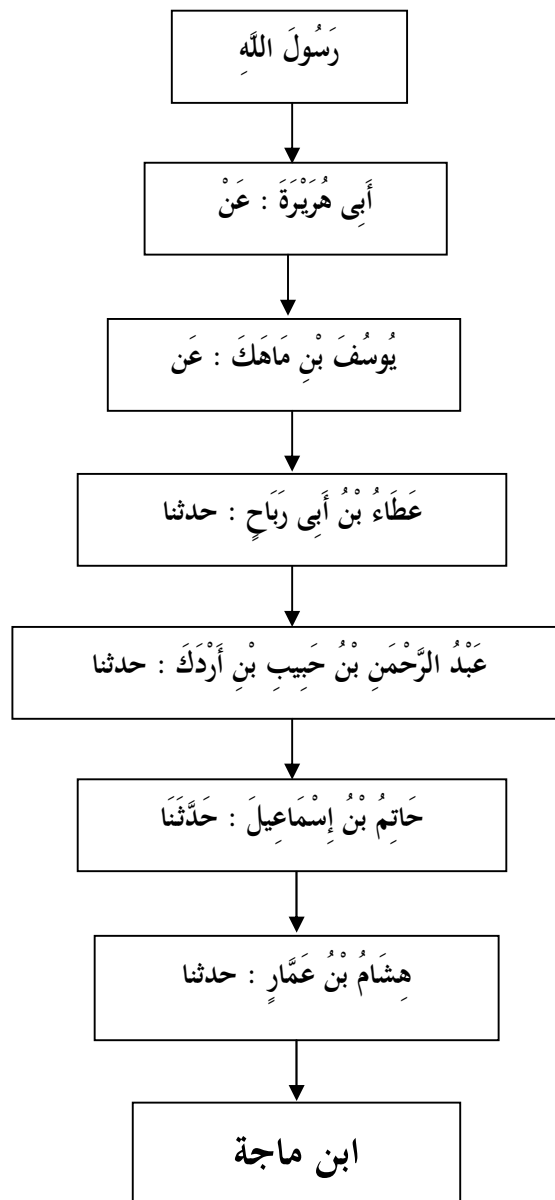 رَسُولَ اللَّهِ
أَبِى هُرَيْرَةَ : عَنْ
يُوسُفَ بْنِ مَاهَكَ : عَن
عَطَاءُ بْنُ أَبِى رَبَاحٍ : حدثنا
عَبْدُ الرَّحْمَنِ بْنُ حَبِيبِ بْنِ أَرْدَكَ : حدثنا
حَاتِمُ بْنُ إِسْمَاعِيلَ : حَدَّثَنَا
هِشَامُ بْنُ عَمَّارٍ : حدثنا
ابن ماجة